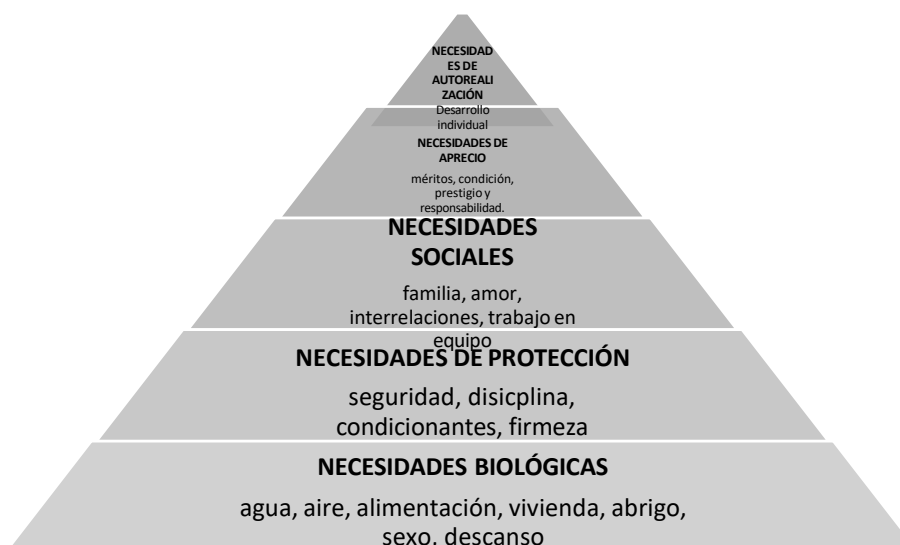 NECESIDAD
ES DE
AUTOREALI
ZACIÓN
Desarrollo
individual
NECESIDADES DE
APRECIO
méritos, condición,
prestigio y
responsabilidad.
NECESIDADES
SOCIALES
familia, amor,
interrelaciones, trabajo en
equipo
NECESIDADES DE PROTECCIÓN
seguridad, disicplina,
condicionantes, firmeza
NECESIDADES BIOLÓGICAS
agua, aire, alimentación, vivienda, abrigo,
sexo, descanso